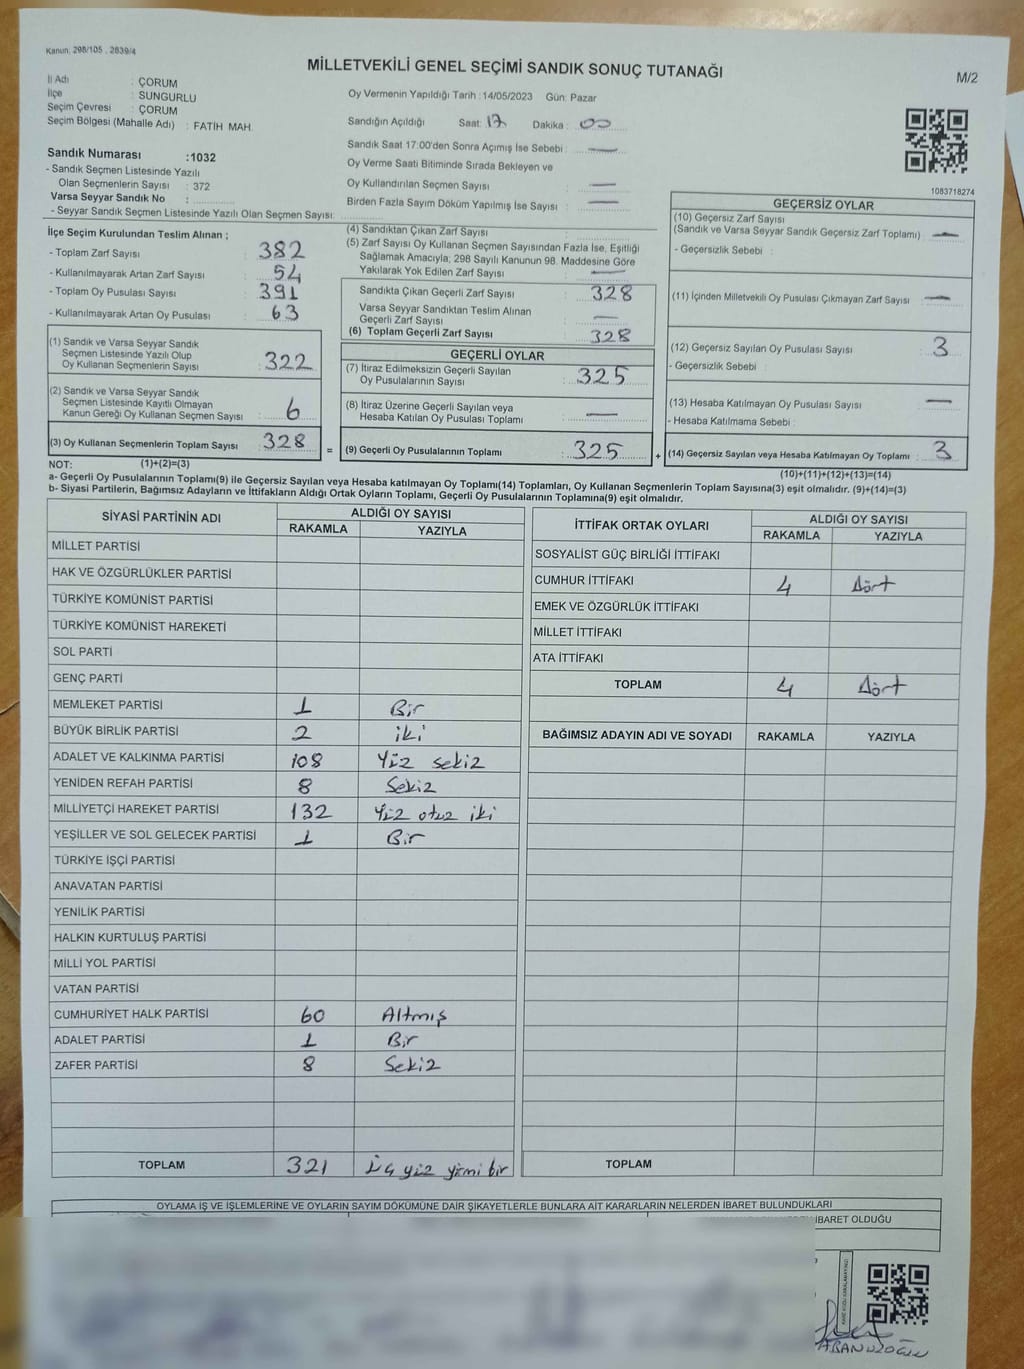 Kanun: 298/105 , 2839/4
MİLLETVEKİLİ GENEL SEÇİMİ SANDIK SONUÇ TUTANAĞI
M/2
İl Adı : ÇORUM
İlçe : SUNGURLU
Seçim Çevresi : ÇORUM
Seçim Bölgesi (Mahalle Adı) : FATİH MAH.
Oy Vermenin Yapıldığı Tarih :14/05/2023 Gün: Pazar
Sandığın Açıldığı Saat: 17 Dakika : 00
Sandık Saat 17:00'den Sonra Açımış İse Sebebi : —
Oy Verme Saati Bitiminde Sırada Bekleyen ve
Oy Kullandırılan Seçmen Sayısı : —
Birden Fazla Sayım Döküm Yapılmış İse Sayısı : —
Sandık Numarası :1032
- Sandık Seçmen Listesinde Yazılı
Olan Seçmenlerin Sayısı : 372
Varsa Seyyar Sandık No :
- Seyyar Sandık Seçmen Listesinde Yazılı Olan Seçmen Sayısı:
1083718274
İlçe Seçim Kurulundan Teslim Alınan ;
- Toplam Zarf Sayısı : 382
- Kullanılmayarak Artan Zarf Sayısı : 54
- Toplam Oy Pusulası Sayısı : 391
- Kullanılmayarak Artan Oy Pusulası : 63
(1) Sandık ve Varsa Seyyar Sandık
Seçmen Listesinde Yazılı Olup
Oy Kullanan Seçmenlerin Sayısı : 322
(2) Sandık ve Varsa Seyyar Sandık
Seçmen Listesinde Kayıtlı Olmayan
Kanun Gereği Oy Kullanan Seçmen Sayısı : 6
(3) Oy Kullanan Seçmenlerin Toplam Sayısı : 328
(4) Sandıktan Çıkan Zarf Sayısı :
(5) Zarf Sayısı Oy Kullanan Seçmen Sayısından Fazla İse, Eşitliği
Sağlamak Amacıyla; 298 Sayılı Kanunun 98. Maddesine Göre
Yakılarak Yok Edilen Zarf Sayısı : —
Sandıkta Çıkan Geçerli Zarf Sayısı : 328
Varsa Seyyar Sandıktan Teslim Alınan
Geçerli Zarf Sayısı : —
(6) Toplam Geçerli Zarf Sayısı : 328
GEÇERLİ OYLAR
(7) İtiraz Edilmeksizin Geçerli Sayılan
Oy Pusulalarının Sayısı : 325
(8) İtiraz Üzerine Geçerli Sayılan veya
Hesaba Katılan Oy Pusulası Toplamı : —
= (9) Geçerli Oy Pusulalarının Toplamı : 325
GEÇERSİZ OYLAR
(10) Geçersiz Zarf Sayısı
(Sandık ve Varsa Seyyar Sandık Geçersiz Zarf Toplamı) : —
- Geçersizlik Sebebi :
(11) İçinden Milletvekili Oy Pusulası Çıkmayan Zarf Sayısı : —
(12) Geçersiz Sayılan Oy Pusulası Sayısı : 3
- Geçersizlik Sebebi :
(13) Hesaba Katılmayan Oy Pusulası Sayısı : —
- Hesaba Katılmama Sebebi :
+ (14) Geçersiz Sayılan veya Hesaba Katılmayan Oy Toplamı : 3
NOT: (1)+(2)=(3)
(10)+(11)+(12)+(13)=(14)
a- Geçerli Oy Pusulalarının Toplamı(9) ile Geçersiz Sayılan veya Hesaba katılmayan Oy Toplamı(14) Toplamları, Oy Kullanan Seçmenlerin Toplam Sayısına(3) eşit olmalıdır. (9)+(14)=(3)
b- Siyasi Partilerin, Bağımsız Adayların ve İttifakların Aldığı Ortak Oyların Toplamı, Geçerli Oy Pusulalarının Toplamına(9) eşit olmalıdır.
SİYASİ PARTİNİN ADI ALDIĞI OY SAYISI
RAKAMLA YAZIYLA
MİLLET PARTİSİ
HAK VE ÖZGÜRLÜKLER PARTİSİ
TÜRKİYE KOMÜNİST PARTİSİ
TÜRKİYE KOMÜNİST HAREKETİ
SOL PARTİ
GENÇ PARTİ
MEMLEKET PARTİSİ 1 Bir
BÜYÜK BİRLİK PARTİSİ 2 iki
ADALET VE KALKINMA PARTİSİ 108 Yüz sekiz
YENİDEN REFAH PARTİSİ 8 Sekiz
MİLLİYETÇİ HAREKET PARTİSİ 132 Yüz otuz iki
YEŞİLLER VE SOL GELECEK PARTİSİ 1 Bir
TÜRKİYE İŞÇİ PARTİSİ
ANAVATAN PARTİSİ
YENİLİK PARTİSİ
HALKIN KURTULUŞ PARTİSİ
MİLLİ YOL PARTİSİ
VATAN PARTİSİ
CUMHURİYET HALK PARTİSİ 60 Altmış
ADALET PARTİSİ 1 Bir
ZAFER PARTİSİ 8 Sekiz
TOPLAM 321 Üç yüz yirmi bir
İTTİFAK ORTAK OYLARI ALDIĞI OY SAYISI
RAKAMLA YAZIYLA
SOSYALİST GÜÇ BİRLİĞİ İTTİFAKI
CUMHUR İTTİFAKI 4 Dört
EMEK VE ÖZGÜRLÜK İTTİFAKI
MİLLET İTTİFAKI
ATA İTTİFAKI
TOPLAM 4 Dört
BAĞIMSIZ ADAYIN ADI VE SOYADI RAKAMLA YAZIYLA
TOPLAM
OYLAMA İŞ VE İŞLEMLERİNE VE OYLARIN SAYIM DÖKÜMÜNE DAİR ŞİKAYETLERLE BUNLARA AİT KARARLARIN NELERDEN İBARET BULUNDUKLARI
İBARET OLDUĞU